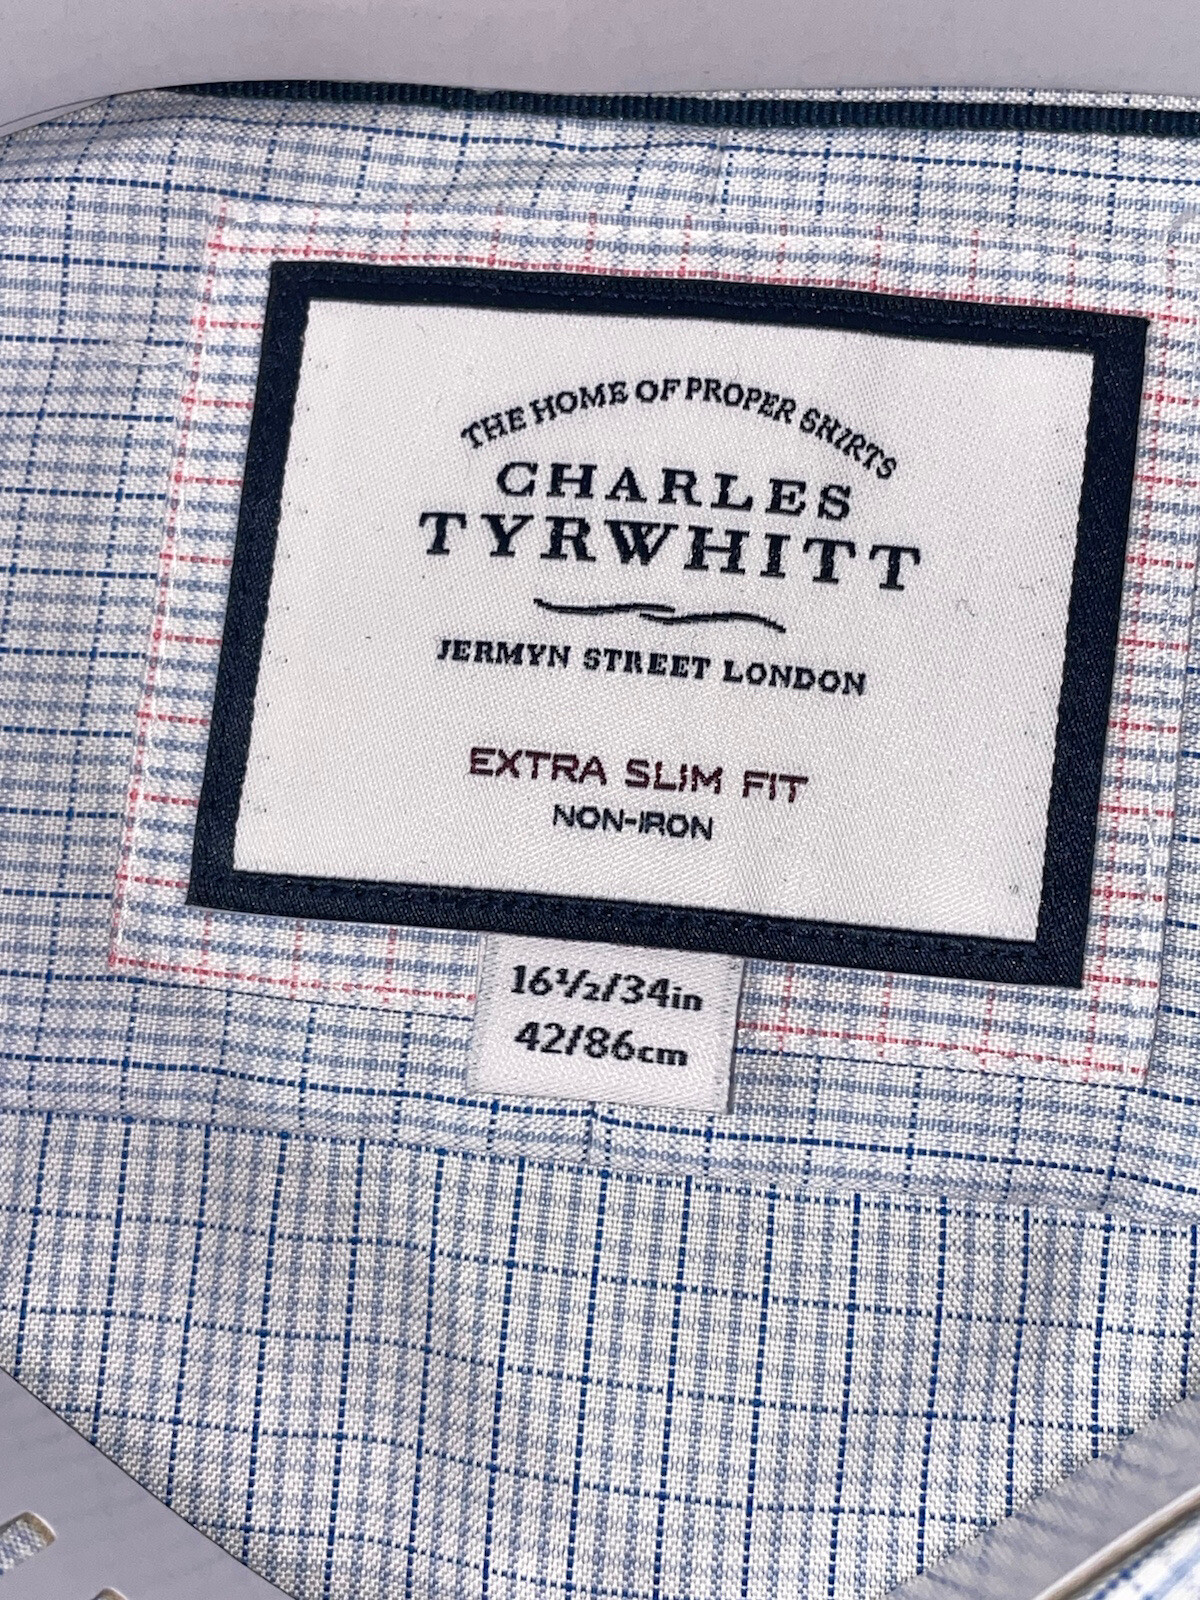 THE HOME OF PROPER SHIRTS
CHARLES
TYRWHITT
JERMYN STREET LONDON
EXTRA SLIM FIT
NON-IRON
16½/34in
42/86cm